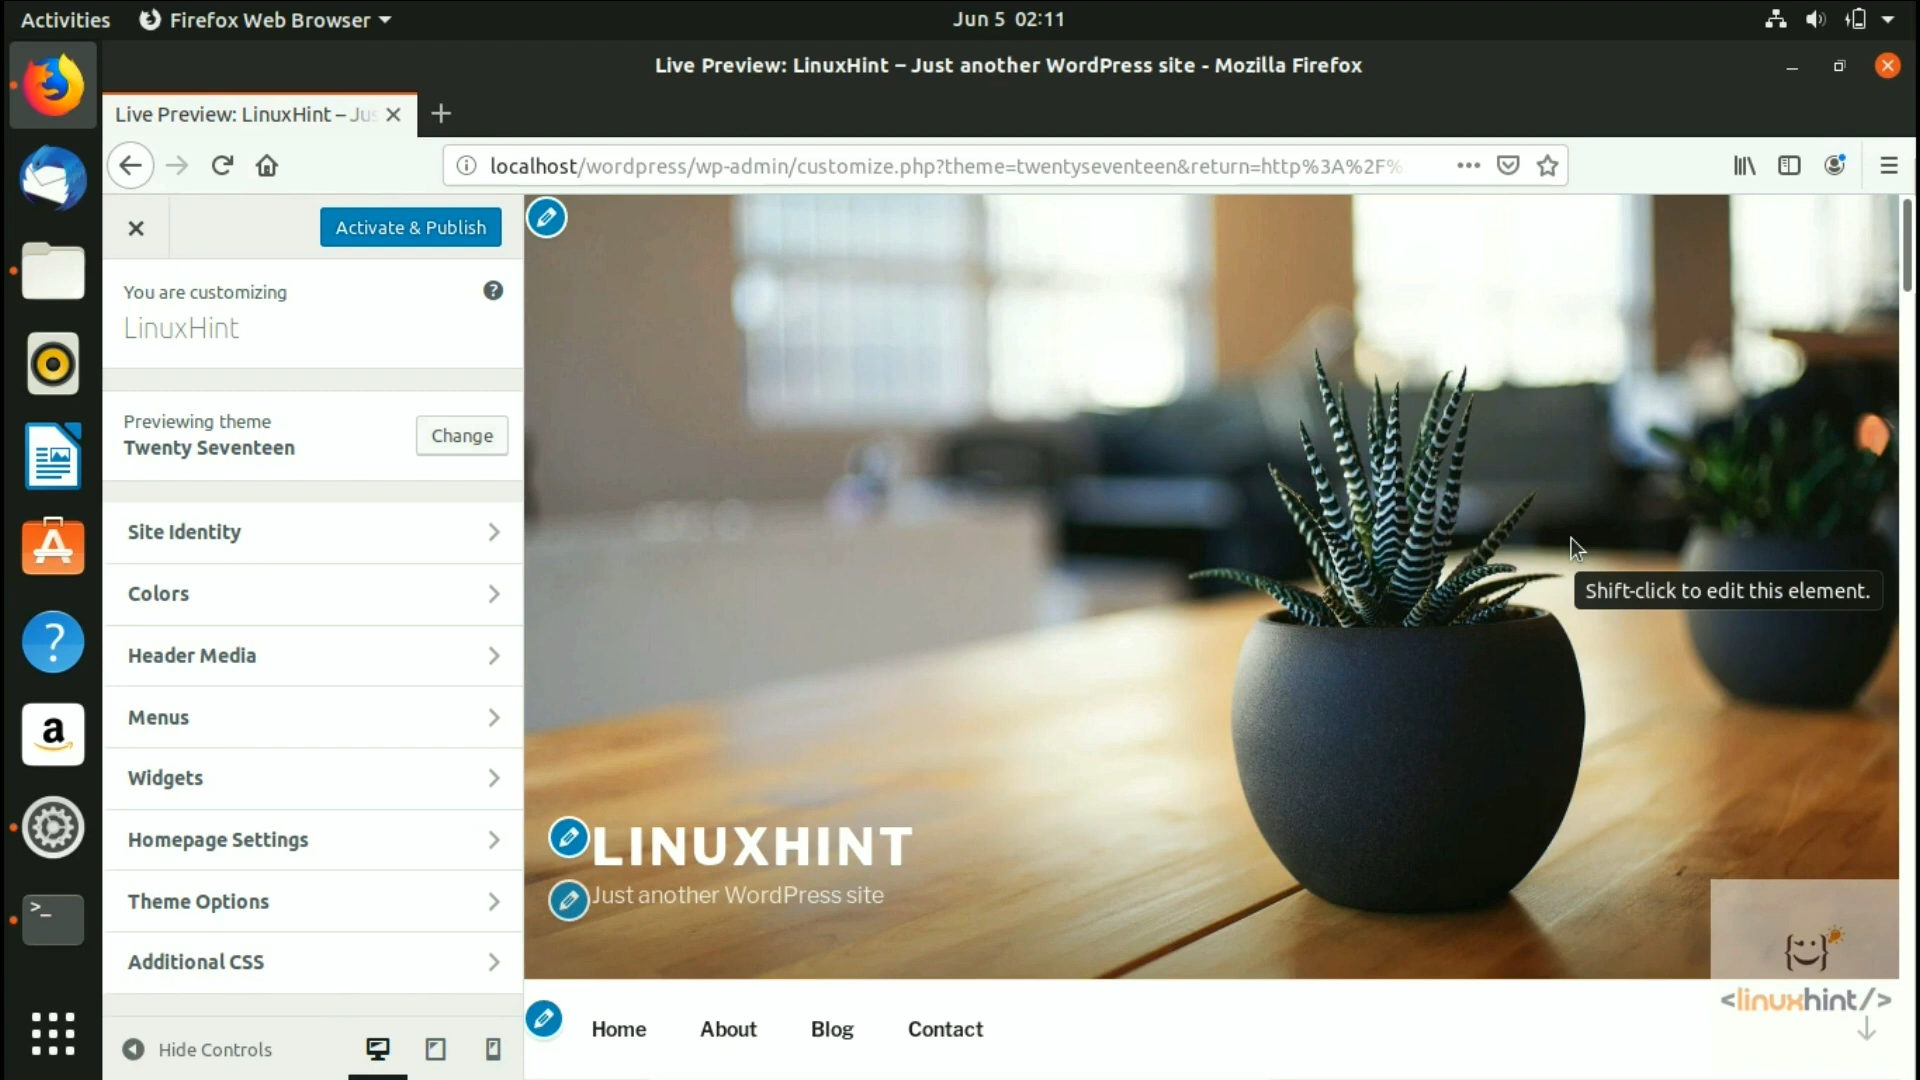 Activities
Firefox Web Browser
Jun 5 02:11
Live Preview: LinuxHint – Just another WordPress site - Mozilla Firefox
Live Preview: LinuxHint – Jus
localhost/wordpress/wp-admin/customize.php?theme=twentyseventeen&return=http%3A%2F%
Activate & Publish
You are customizing
LinuxHint
Previewing theme
Twenty Seventeen
Change
Site Identity
Colors
Header Media
Menus
Widgets
Homepage Settings
Theme Options
Additional CSS
Hide Controls
Shift-click to edit this element.
LINUXHINT
Just another WordPress site
Home About Blog Contact
<linuxhint/>